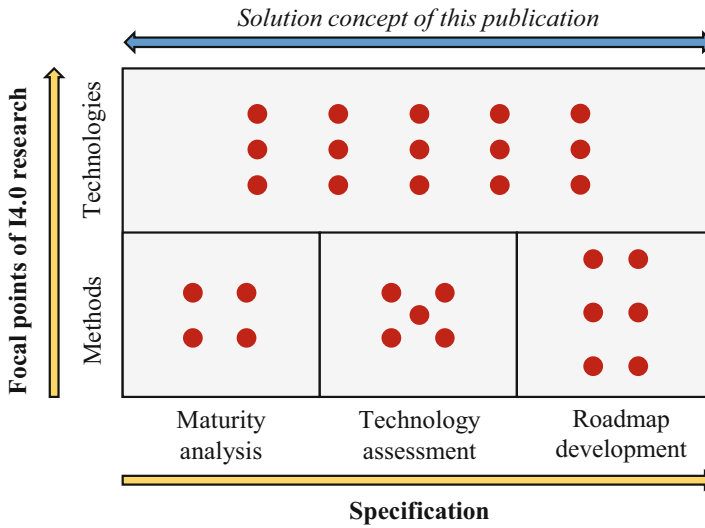 Solution concept of this publication
Focal points of I4.0 research
Technologies
Methods
Maturity
analysis
Technology
assessment
Roadmap
development
Specification